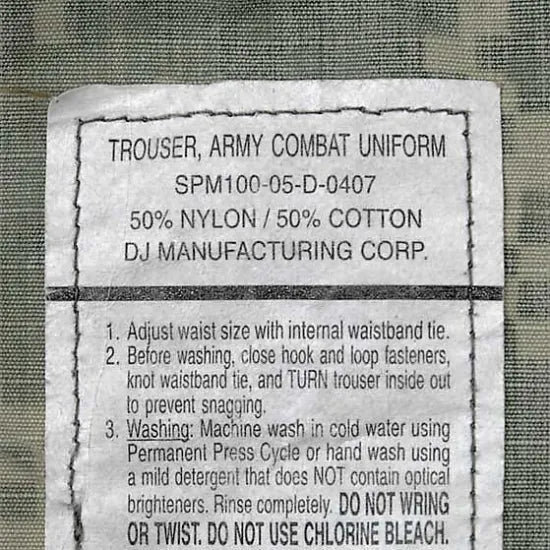 TROUSER, ARMY COMBAT UNIFORM
SPM100-05-D-0407
50% NYLON / 50% COTTON
DJ MANUFACTURING CORP.
1. Adjust waist size with internal waistband tie.
2. Before washing, close hook and loop fasteners,
knot waistband tie, and TURN trouser inside out
to prevent snagging.
3. Washing: Machine wash in cold water using
Permanent Press Cycle or hand wash using
a mild detergent that does NOT contain optical
brighteners. Rinse completely. DO NOT WRING
OR TWIST. DO NOT USE CHLORINE BLEACH.